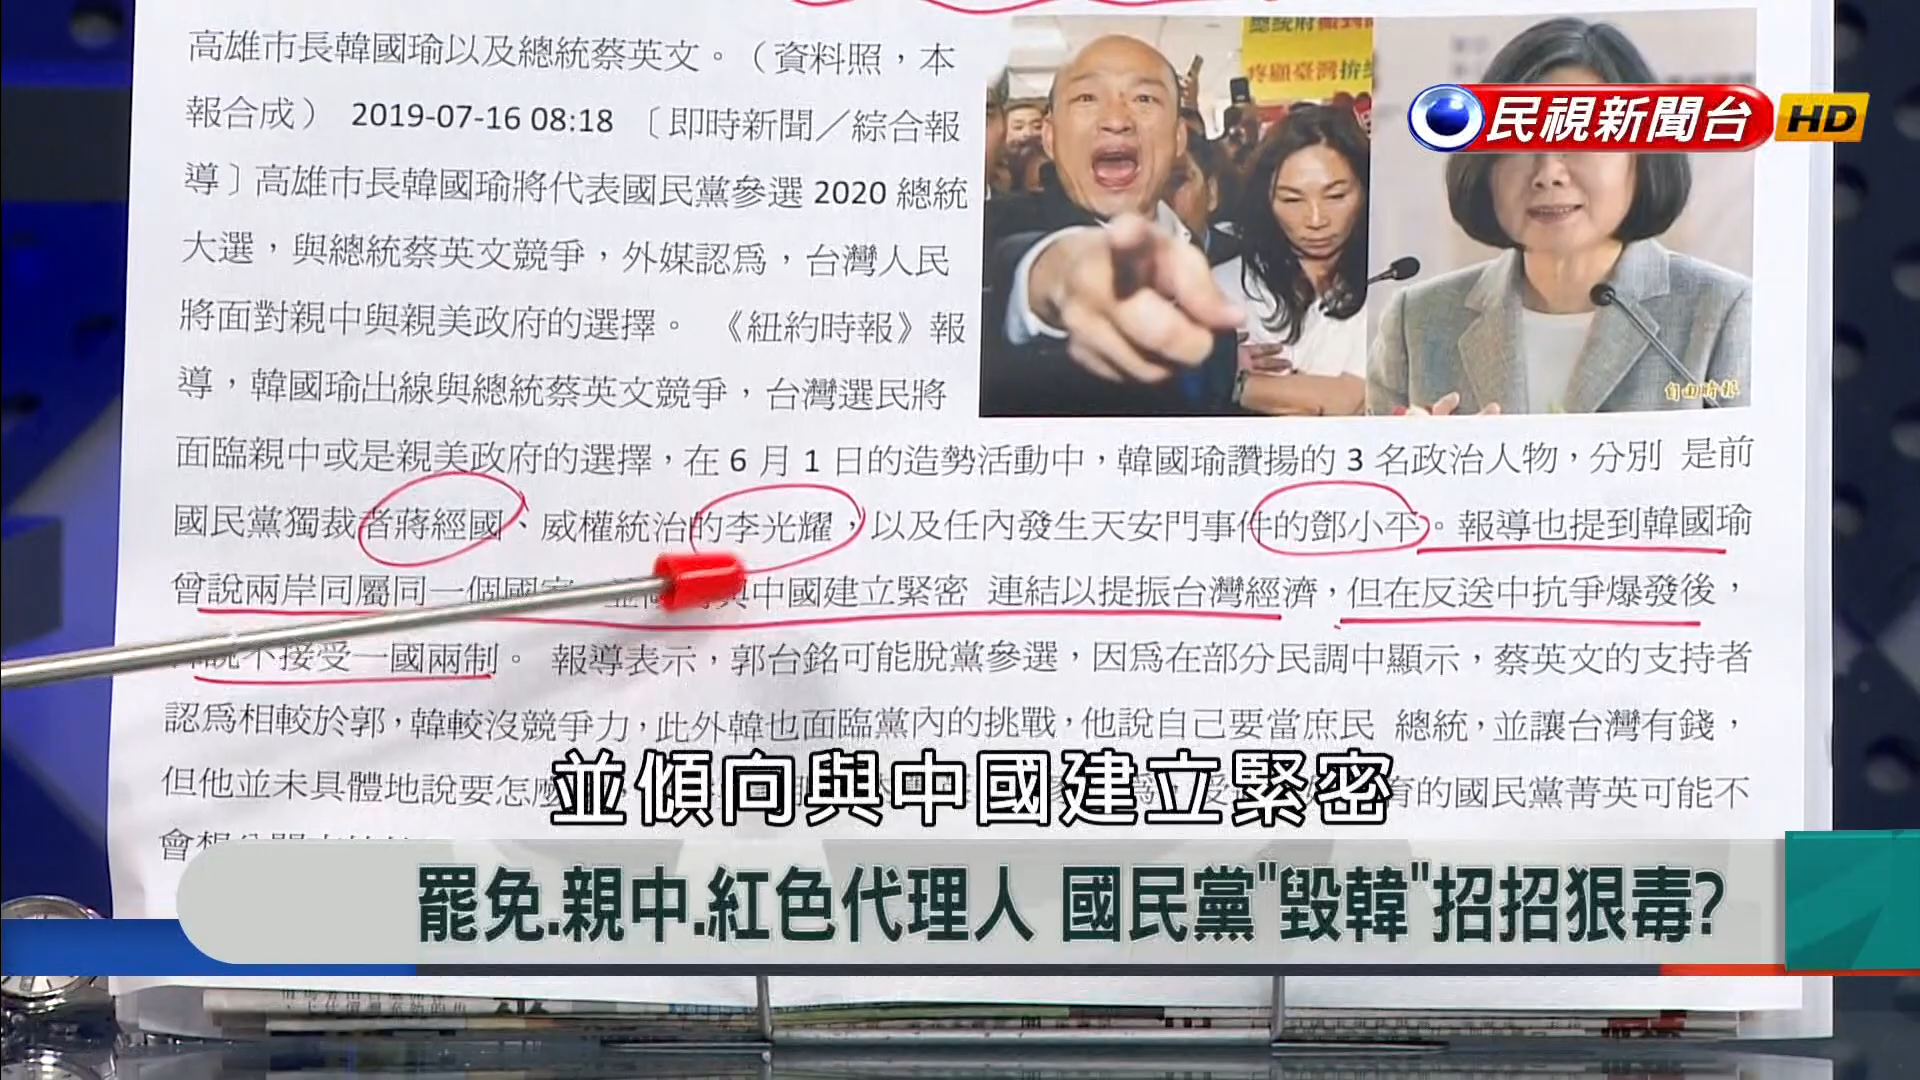 高雄市長韓國瑜以及總統蔡英文。（資料照，本
報合成） 2019-07-16 08:18 〔即時新聞／綜合報
導〕高雄市長韓國瑜將代表國民黨參選 2020 總統
大選，與總統蔡英文競爭，外媒認為，台灣人民
將面對親中與親美政府的選擇。 《紐約時報》報
導，韓國瑜出線與總統蔡英文競爭，台灣選民將
面臨親中或是親美政府的選擇，在 6 月 1 日的造勢活動中，韓國瑜讚揚的 3 名政治人物，分別 是前
國民黨獨裁者蔣經國、威權統治的李光耀，以及任內發生天安門事件的鄧小平。報導也提到韓國瑜
曾說兩岸同屬同一個國家 與中國建立緊密 連結以提振台灣經濟，但在反送中抗爭爆發後，
說不接受一國兩制。 報導表示，郭台銘可能脫黨參選，因為在部分民調中顯示，蔡英文的支持者
認為相較於郭，韓較沒競爭力，此外韓也面臨黨內的挑戰，他說自己要當庶民 總統，並讓台灣有錢，
但他並未具體地說要怎麼 育的國民黨菁英可能不
會想
自由時報
民視新聞台 HD
並傾向與中國建立緊密
罷免.親中.紅色代理人 國民黨"毀韓"招招狠毒?